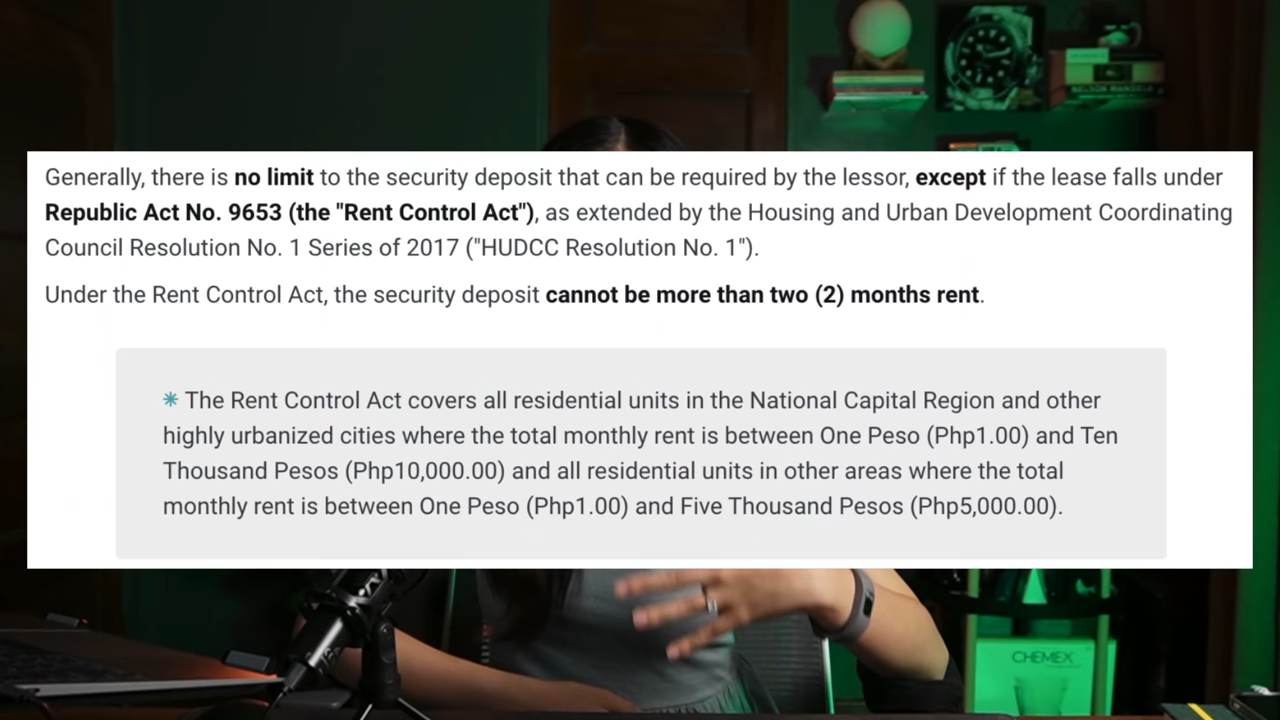 Generally, there is no limit to the security deposit that can be required by the lessor, except if the lease falls under
Republic Act No. 9653 (the "Rent Control Act"), as extended by the Housing and Urban Development Coordinating
Council Resolution No. 1 Series of 2017 ("HUDCC Resolution No. 1").
Under the Rent Control Act, the security deposit cannot be more than two (2) months rent.
✳ The Rent Control Act covers all residential units in the National Capital Region and other
highly urbanized cities where the total monthly rent is between One Peso (Php1.00) and Ten
Thousand Pesos (Php10,000.00) and all residential units in other areas where the total
monthly rent is between One Peso (Php1.00) and Five Thousand Pesos (Php5,000.00).
NELSON MANDELA
CHEMEX